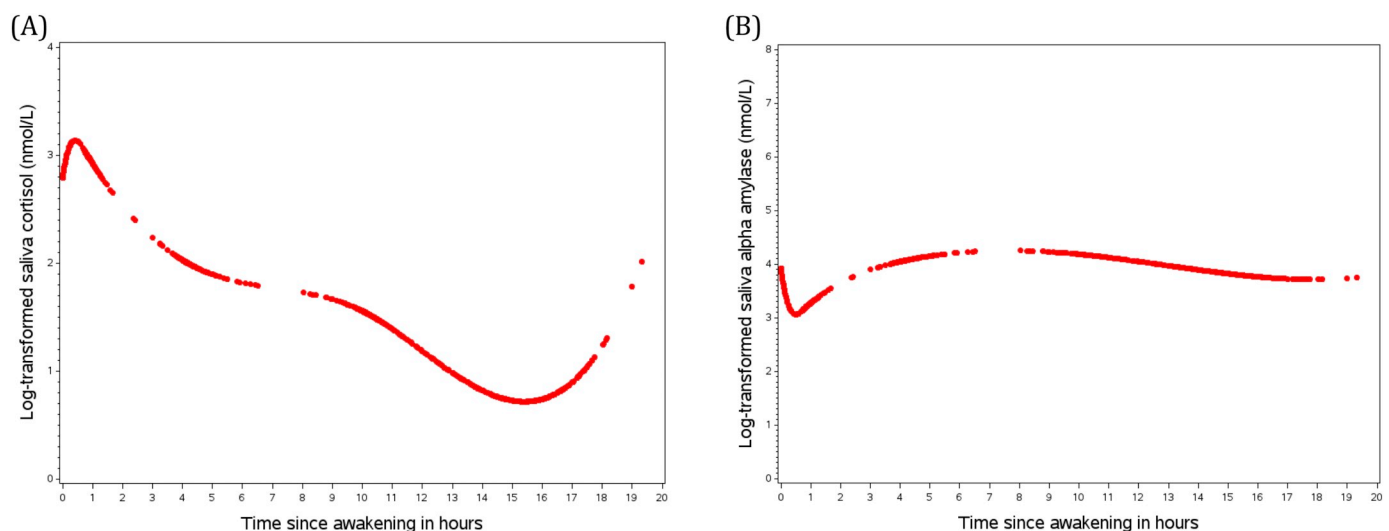 (A)
Log-transformed saliva cortisol (nmol/L)
4
3
2
1
0
0 1 2 3 4 5 6 7 8 9 10 11 12 13 14 15 16 17 18 19 20
Time since awakening in hours
(B)
Log-transformed saliva alpha amylase (nmol/L)
8
7
6
5
4
3
2
1
0
0 1 2 3 4 5 6 7 8 9 10 11 12 13 14 15 16 17 18 19 20
Time since awakening in hours